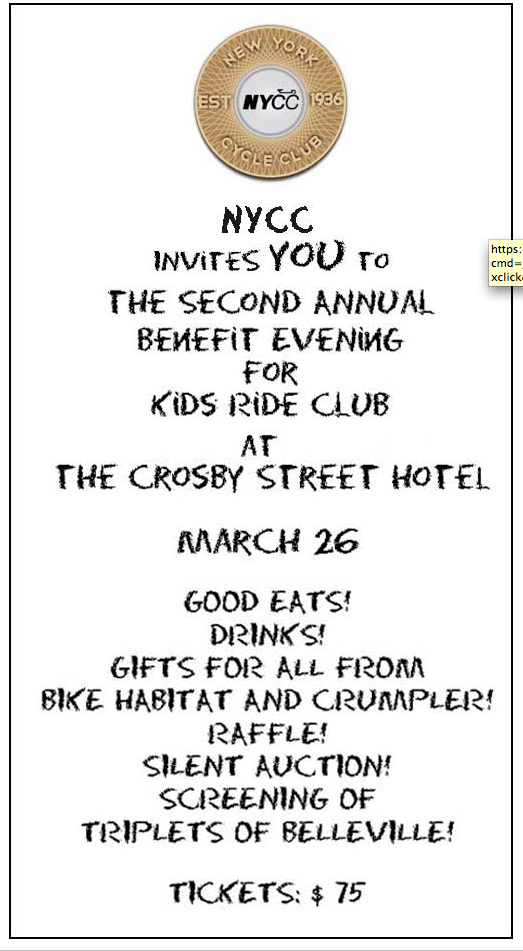 NEW YORK
EST NYCC 1936
CYCLE CLUB
NYCC
INViTES YOU TO
THE SECOND ANNUAL
BENEFiT EVENiNG
FOR
KiDS RiDE CLUB
AT
THE CROSBY STREET HOTEL
MARCH 26
GOOD EATS!
DRINKS!
GIFTS FOR ALL FROM
BIKE HABITAT AND CRUMPLER!
RAFFLE!
SILENT AUCTION!
SCREENING OF
TRIPLETS OF BELLEVILLE!
TICKETS: $ 75
https:
cmd=_
xclick